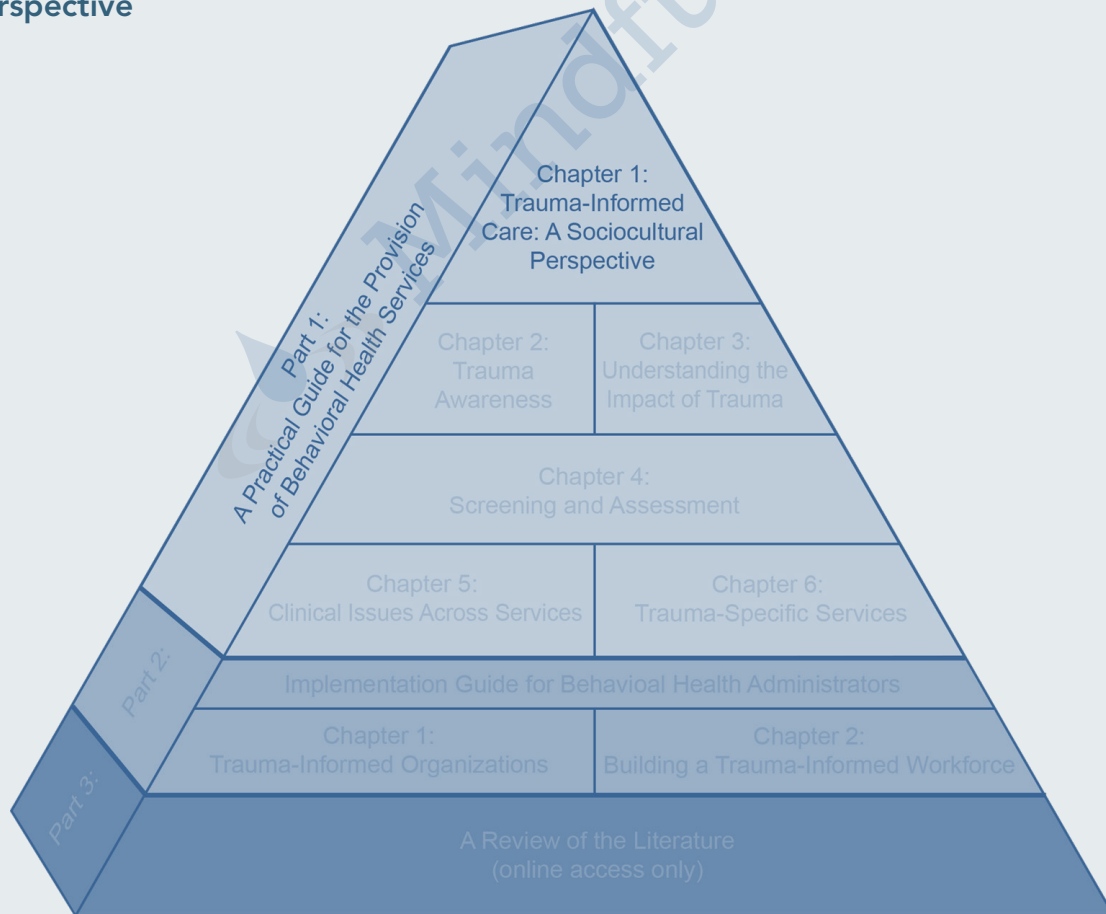 rspective
Mindfu
Chapter 1:
Trauma-Informed
Care: A Sociocultural
Perspective
Part 1:
A Practical Guide for the Provision
of Behavioral Health Services
Chapter 2:
Trauma
Awareness
Chapter 3:
Understanding the
Impact of Trauma
Chapter 4:
Screening and Assessment
Chapter 5:
Clinical Issues Across Services
Chapter 6:
Trauma-Specific Services
Part 2:
Implementation Guide for Behavioal Health Administrators
Chapter 1:
Trauma-Informed Organizations
Chapter 2:
Building a Trauma-Informed Workforce
Part 3:
A Review of the Literature
(online access only)